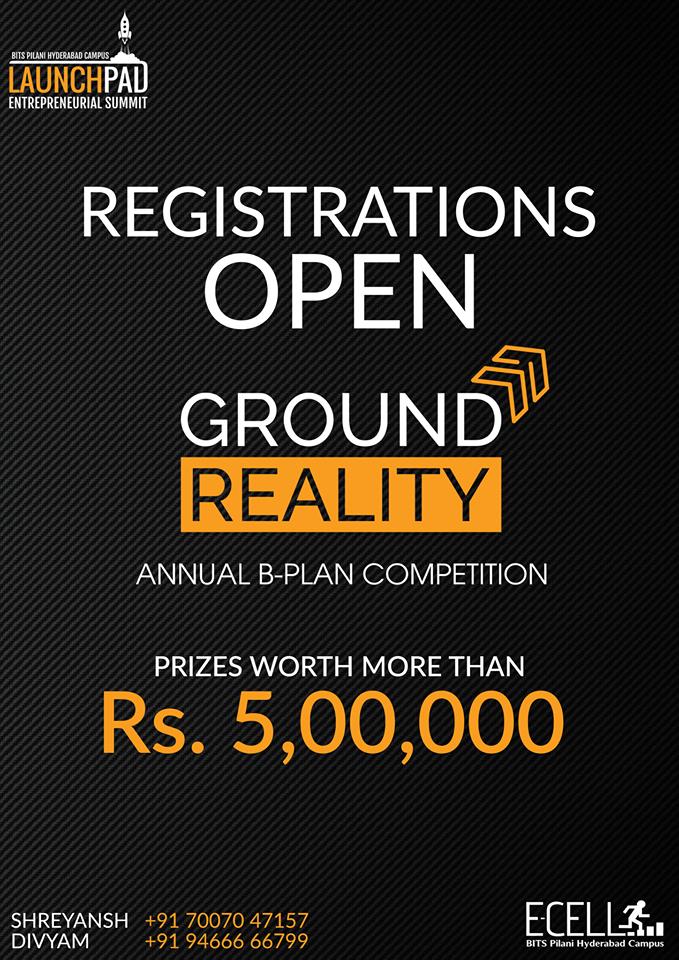 BITS PILANI HYDERABAD CAMPUS
LAUNCHPAD
ENTREPRENEURIAL SUMMIT
REGISTRATIONS
OPEN
GROUND
REALITY
ANNUAL B-PLAN COMPETITION
PRIZES WORTH MORE THAN
Rs. 5,00,000
SHREYANSH +91 70070 47157
DIVYAM +91 94666 66799
E-CELL
BITS Pilani Hyderabad Campus